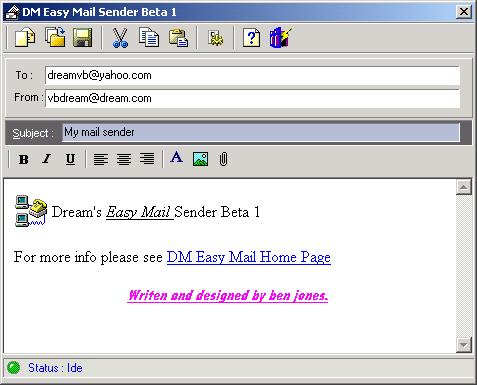 DM Easy Mail Sender Beta 1
To :
dreamvb@yahoo.com
From :
vbdream@dream.com
Subject :
My mail sender
B I U A
Dream's Easy Mail Sender Beta 1
For more info please see DM Easy Mail Home Page
Writen and designed by ben jones.
Status : Ide